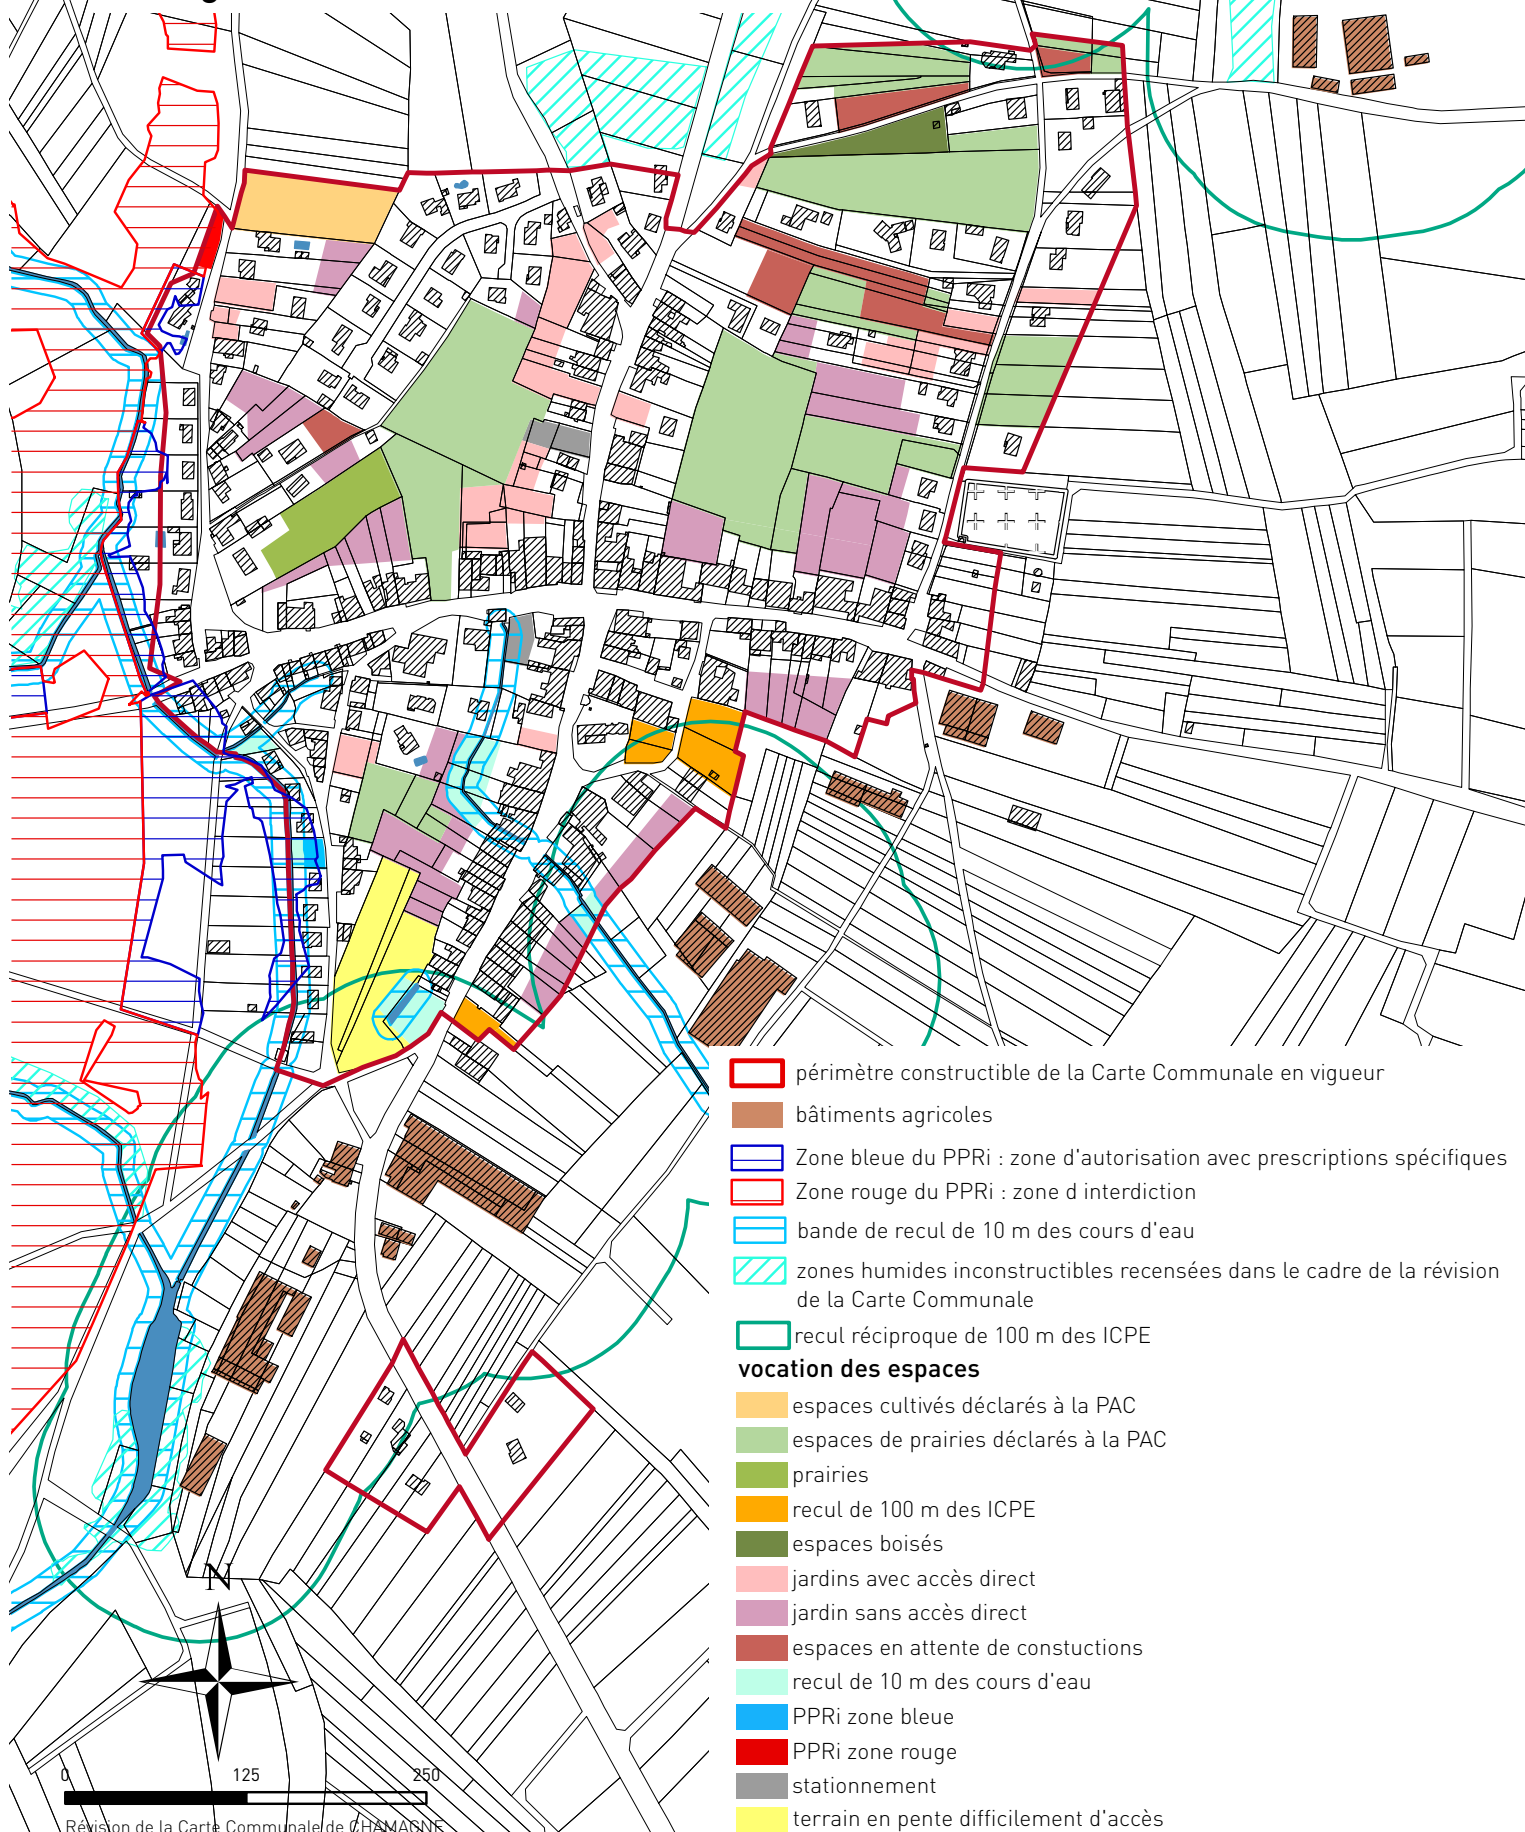 périmètre constructible de la Carte Communale en vigueur
bâtiments agricoles
Zone bleue du PPRi : zone d'autorisation avec prescriptions spécifiques
Zone rouge du PPRi : zone d interdiction
bande de recul de 10 m des cours d'eau
zones humides inconstructibles recensées dans le cadre de la révision
de la Carte Communale
recul réciproque de 100 m des ICPE
vocation des espaces
espaces cultivés déclarés à la PAC
espaces de prairies déclarés à la PAC
prairies
recul de 100 m des ICPE
espaces boisés
jardins avec accès direct
jardin sans accès direct
espaces en attente de constuctions
recul de 10 m des cours d'eau
PPRi zone bleue
PPRi zone rouge
stationnement
terrain en pente difficilement d'accès
N
0 125 250
Révision de la Carte Communale de CHAMAGNE